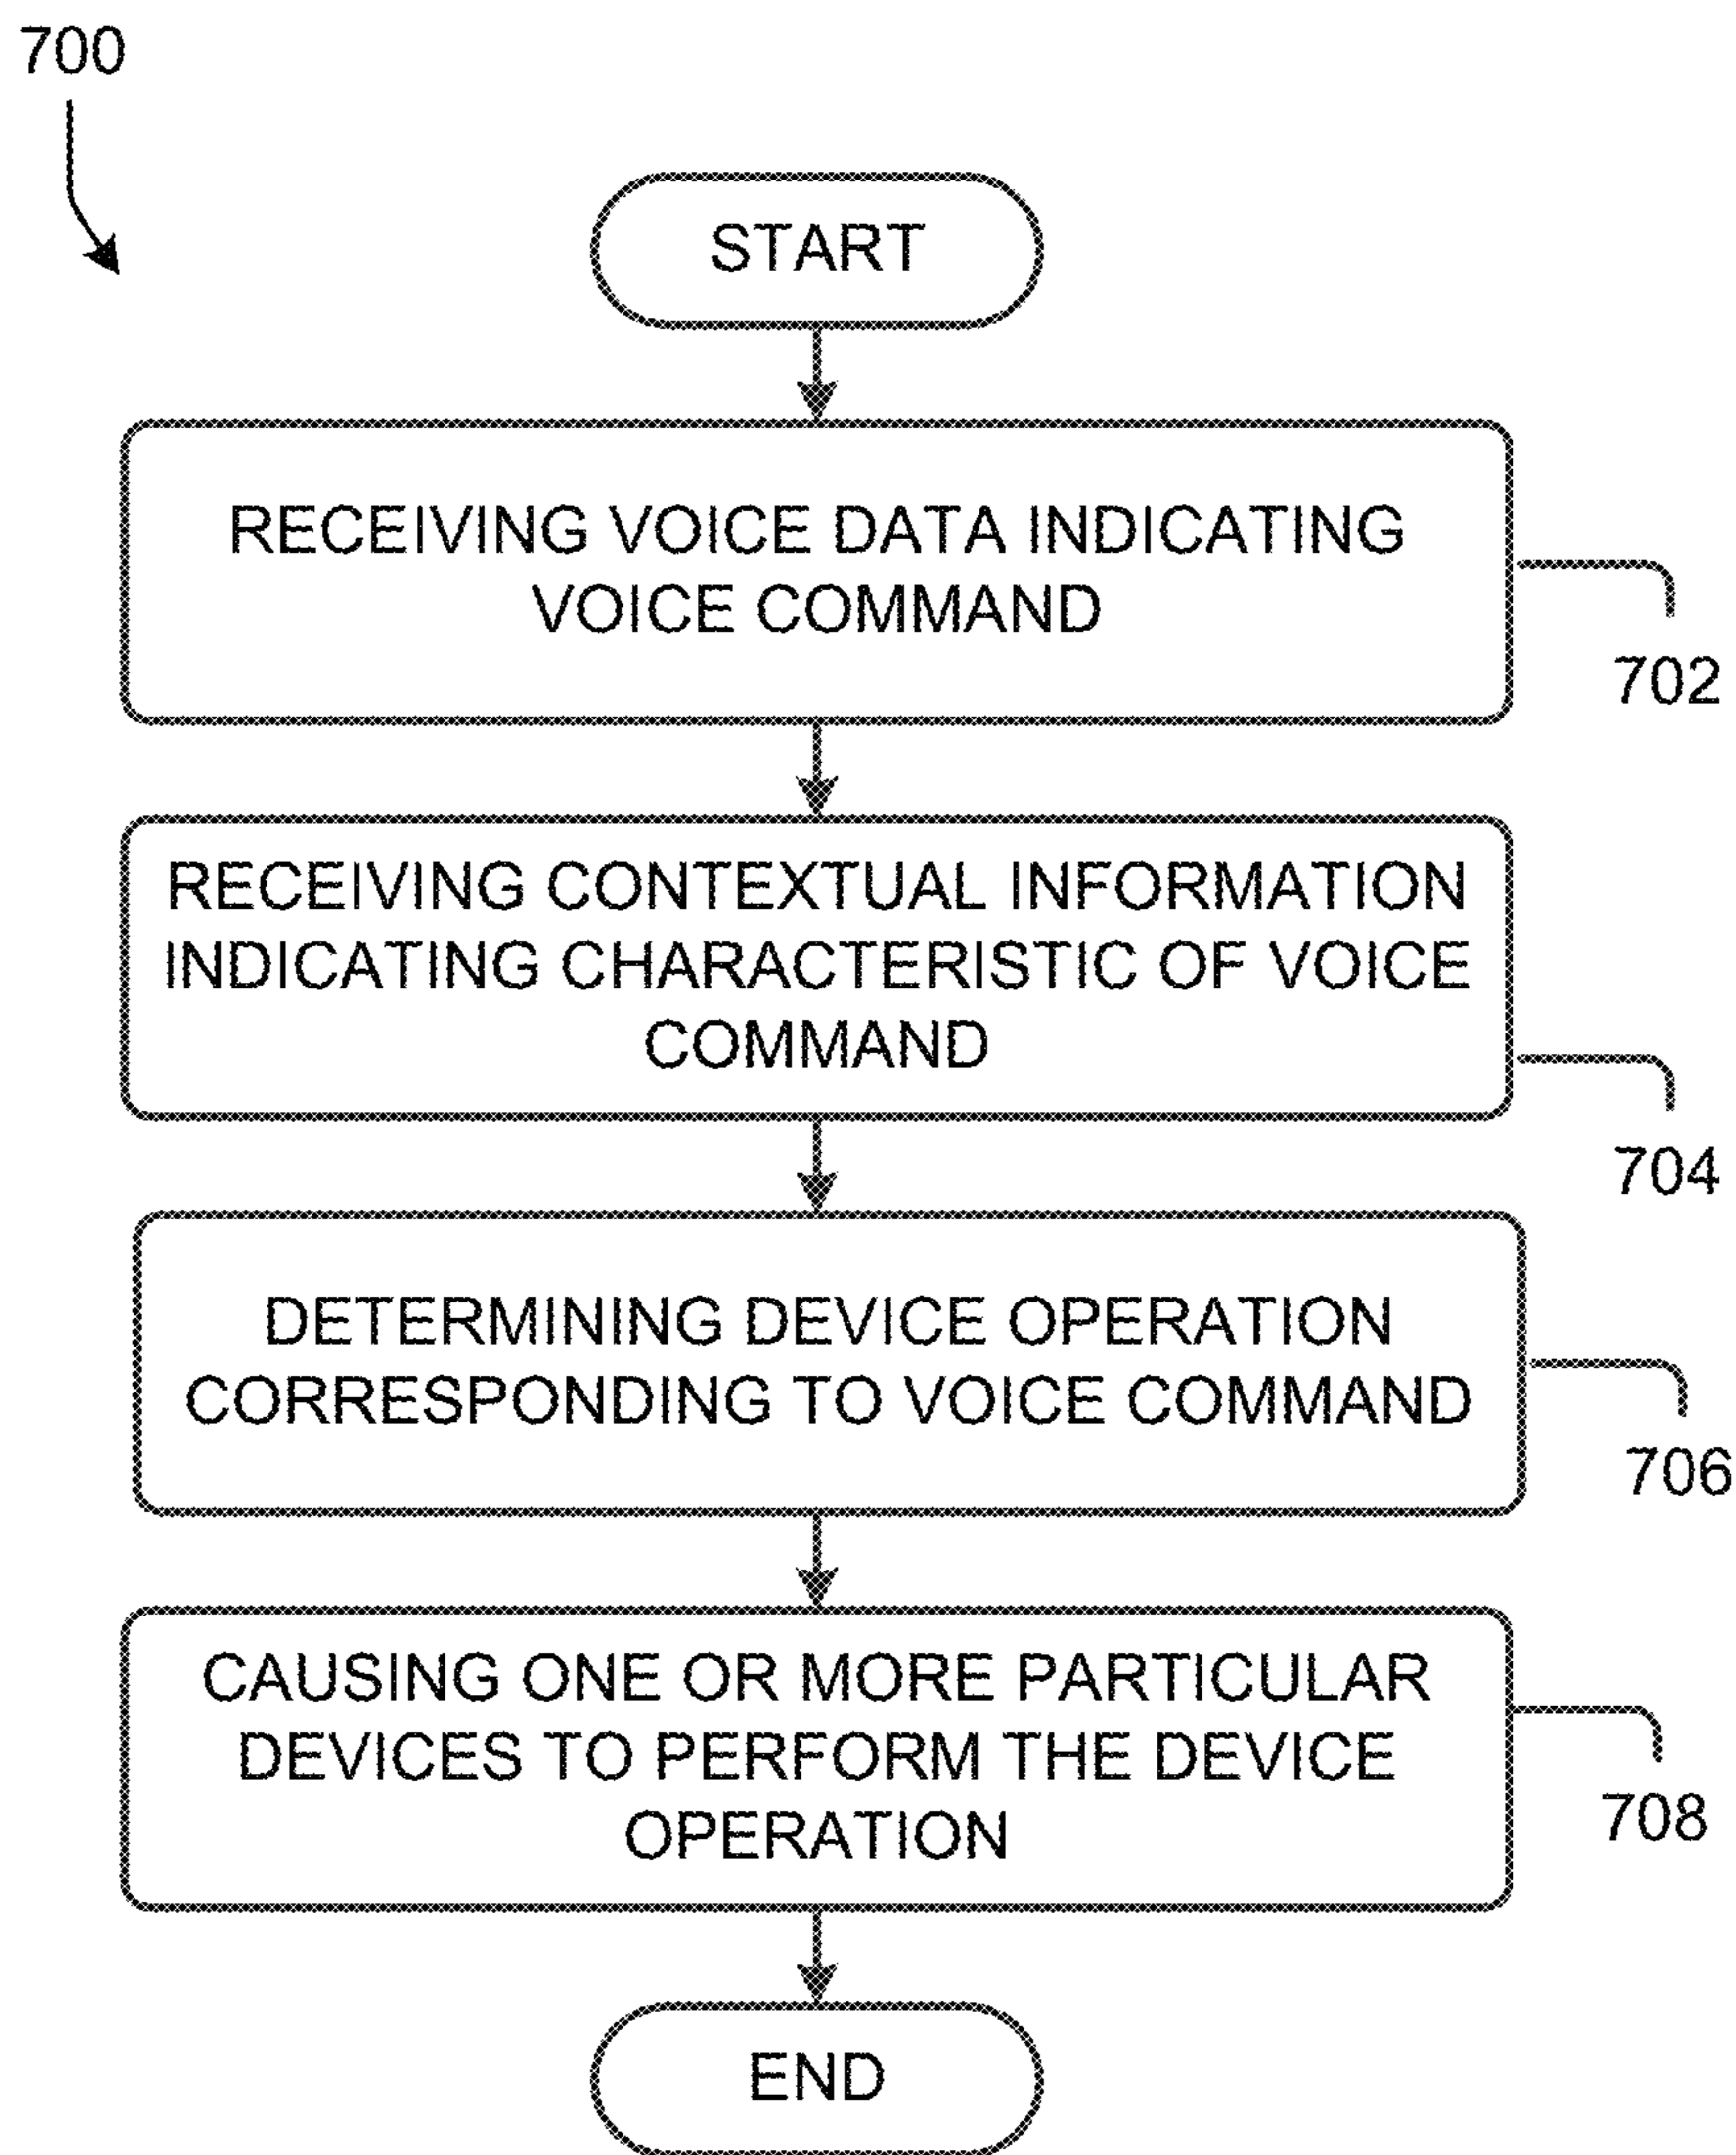 700
START
RECEIVING VOICE DATA INDICATING
VOICE COMMAND
702
RECEIVING CONTEXTUAL INFORMATION
INDICATING CHARACTERISTIC OF VOICE
COMMAND
704
DETERMINING DEVICE OPERATION
CORRESPONDING TO VOICE COMMAND
706
CAUSING ONE OR MORE PARTICULAR
DEVICES TO PERFORM THE DEVICE
OPERATION
708
END